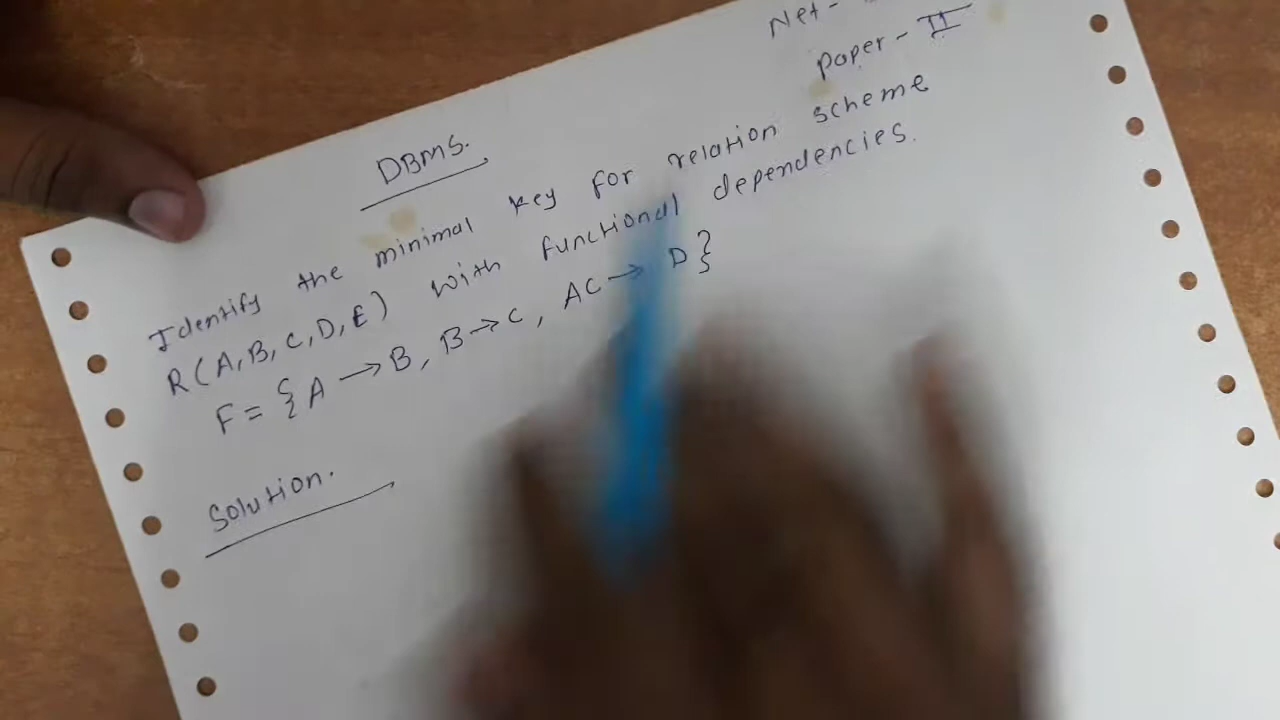 Net-
Paper - II
DBMS.
Identify the minimal key for relation scheme
R(A,B,C,D,E) with functional dependencies.
F = {A → B, B → C, AC → D}
Solution.